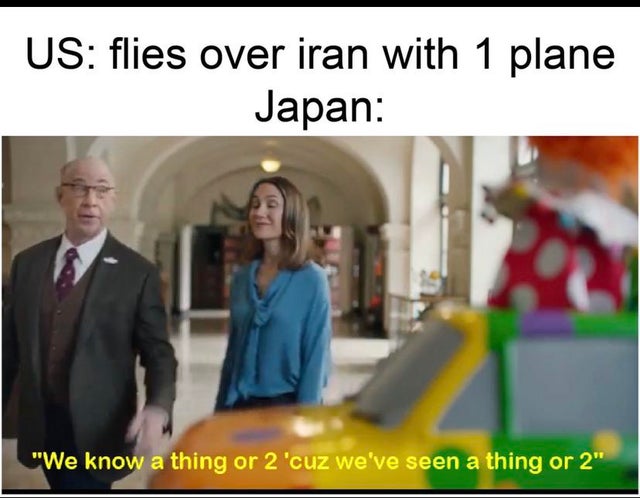 US: flies over iran with 1 plane
Japan:
"We know a thing or 2 'cuz we've seen a thing or 2"